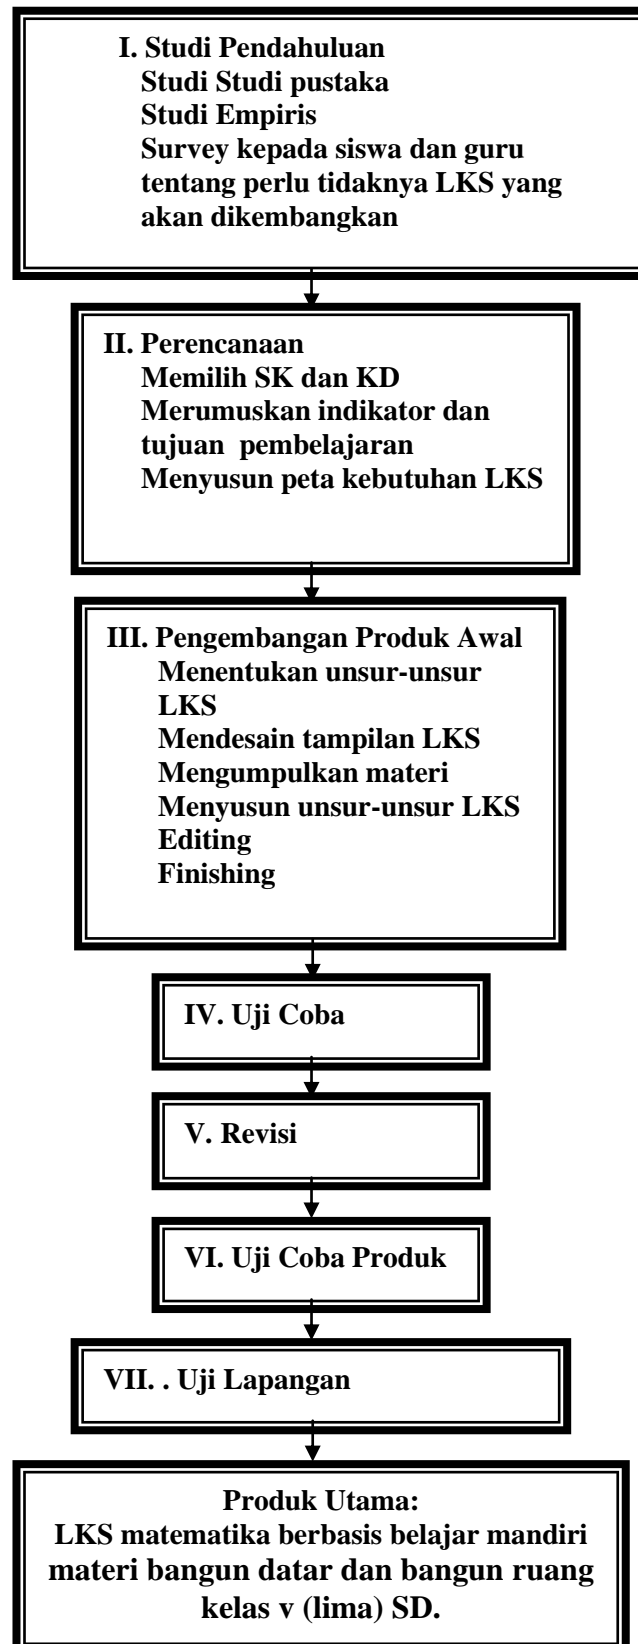 I. Studi Pendahuluan
Studi Studi pustaka
Studi Empiris
Survey kepada siswa dan guru
tentang perlu tidaknya LKS yang
akan dikembangkan
II. Perencanaan
Memilih SK dan KD
Merumuskan indikator dan
tujuan pembelajaran
Menyusun peta kebutuhan LKS
III. Pengembangan Produk Awal
Menentukan unsur-unsur
LKS
Mendesain tampilan LKS
Mengumpulkan materi
Menyusun unsur-unsur LKS
Editing
Finishing
IV. Uji Coba
V. Revisi
VI. Uji Coba Produk
VII. . Uji Lapangan
Produk Utama:
LKS matematika berbasis belajar mandiri
materi bangun datar dan bangun ruang
kelas v (lima) SD.